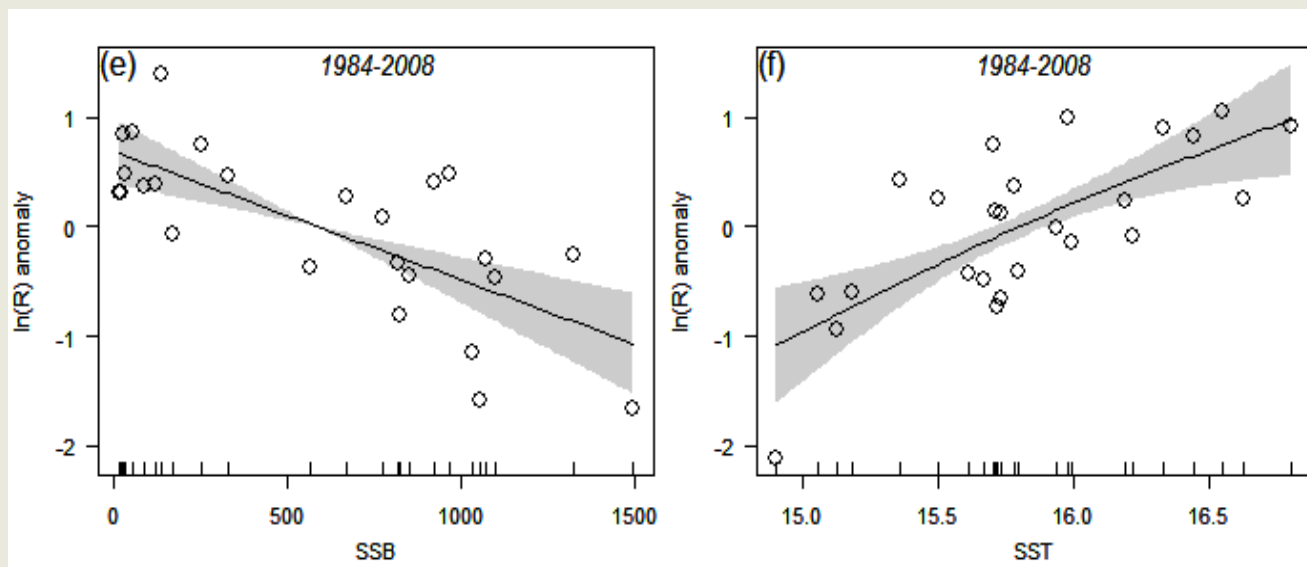 (e) 1984-2008
ln(R) anomaly
1
0
-1
-2
0 500 1000 1500
SSB
(f) 1984-2008
ln(R) anomaly
1
0
-1
-2
15.0 15.5 16.0 16.5
SST